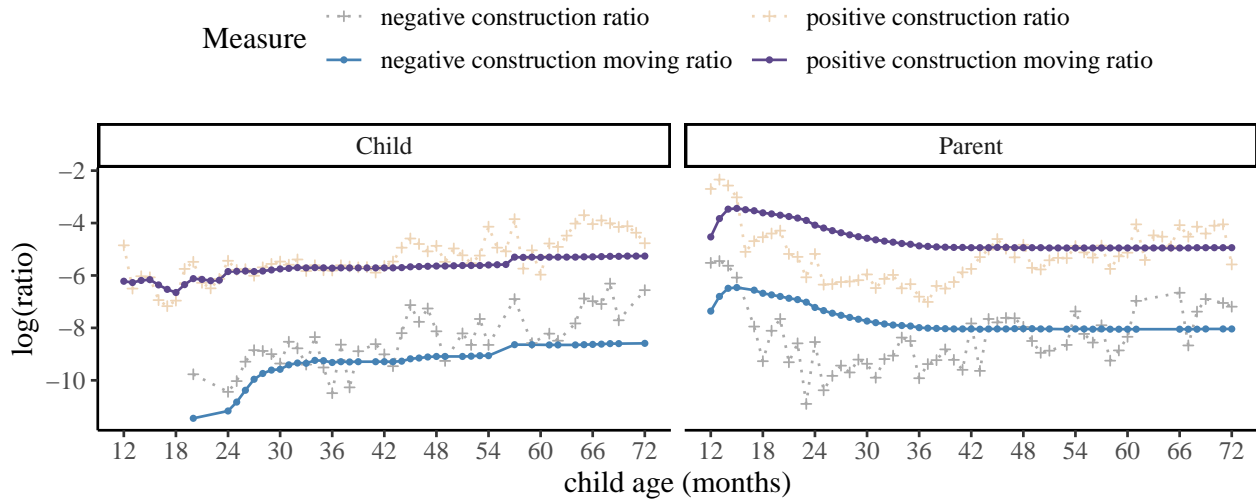 Measure
negative construction ratio
positive construction ratio
negative construction moving ratio
positive construction moving ratio
Child
Parent
log(ratio)
−2
−4
−6
−8
−10
12 18 24 30 36 42 48 54 60 66 72
12 18 24 30 36 42 48 54 60 66 72
child age (months)